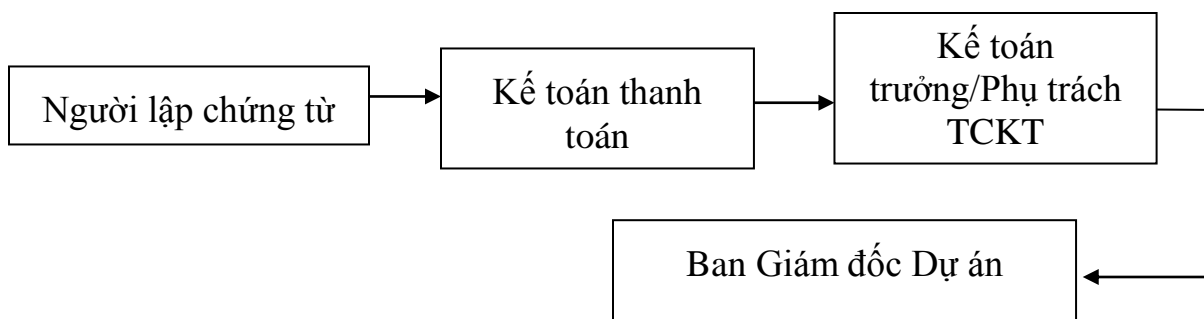 Người lập chứng từ
Kế toán thanh
toán
Kế toán
trưởng/Phụ trách
TCKT
Ban Giám đốc Dự án